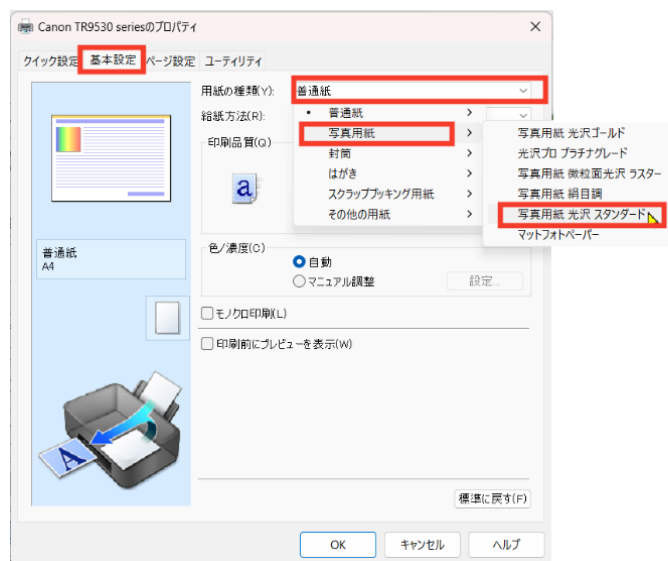 Canon TR9530 seriesのプロパティ
クイック設定 基本設定 ページ設定 ユーティリティ
用紙の種類(Y): 普通紙
給紙方法(R):
普通紙
写真用紙
封筒
はがき
スクラップブッキング用紙
その他の用紙
写真用紙 光沢ゴールド
光沢プロ プラチナグレード
写真用紙 微粒面光沢 ラスター
写真用紙 絹目調
写真用紙 光沢 スタンダード
マットフォトペーパー
印刷品質(Q)
a
普通紙
A4
色/濃度(C)
自動
マニュアル調整 設定...
モノクロ印刷(L)
印刷前にプレビューを表示(W)
A
標準に戻す(F)
OK キャンセル ヘルプ